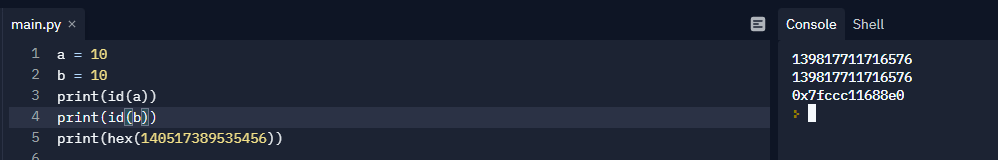 main.py ×
1 a = 10
2 b = 10
3 print(id(a))
4 print(id(b))
5 print(hex(140517389535456))
6
Console Shell
139817711716576
139817711716576
0x7fccc11688e0